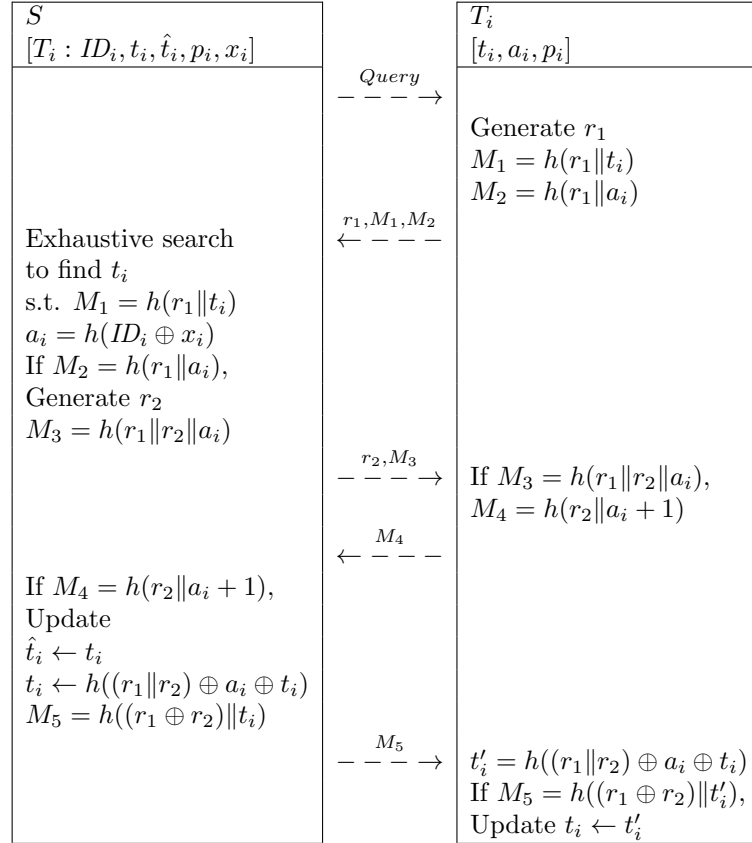 S
[T_i : ID_i, t_i, t̂_i, p_i, x_i]
T_i
[t_i, a_i, p_i]
Query
Generate r_1
M_1 = h(r_1‖t_i)
M_2 = h(r_1‖a_i)
r_1,M_1,M_2
Exhaustive search
to find t_i
s.t. M_1 = h(r_1‖t_i)
a_i = h(ID_i ⊕ x_i)
If M_2 = h(r_1‖a_i),
Generate r_2
M_3 = h(r_1‖r_2‖a_i)
r_2,M_3
If M_3 = h(r_1‖r_2‖a_i),
M_4 = h(r_2‖a_i + 1)
M_4
If M_4 = h(r_2‖a_i + 1),
Update
t̂_i ← t_i
t_i ← h((r_1‖r_2) ⊕ a_i ⊕ t_i)
M_5 = h((r_1 ⊕ r_2)‖t_i)
M_5
t'_i = h((r_1‖r_2) ⊕ a_i ⊕ t_i)
If M_5 = h((r_1 ⊕ r_2)‖t'_i),
Update t_i ← t'_i